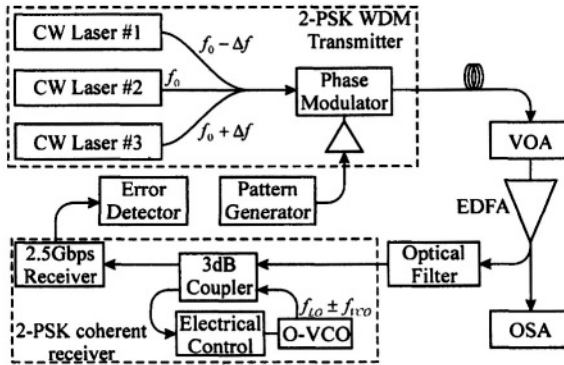 2-PSK WDM
Transmitter
CW Laser #1
f0 − Δf
CW Laser #2
f0
CW Laser #3
f0 + Δf
Phase
Modulator
VOA
EDFA
Error
Detector
Pattern
Generator
2.5Gbps
Receiver
3dB
Coupler
Optical
Filter
fLO ± fVCO
2-PSK coherent
receiver
Electrical
Control
O-VCO
OSA